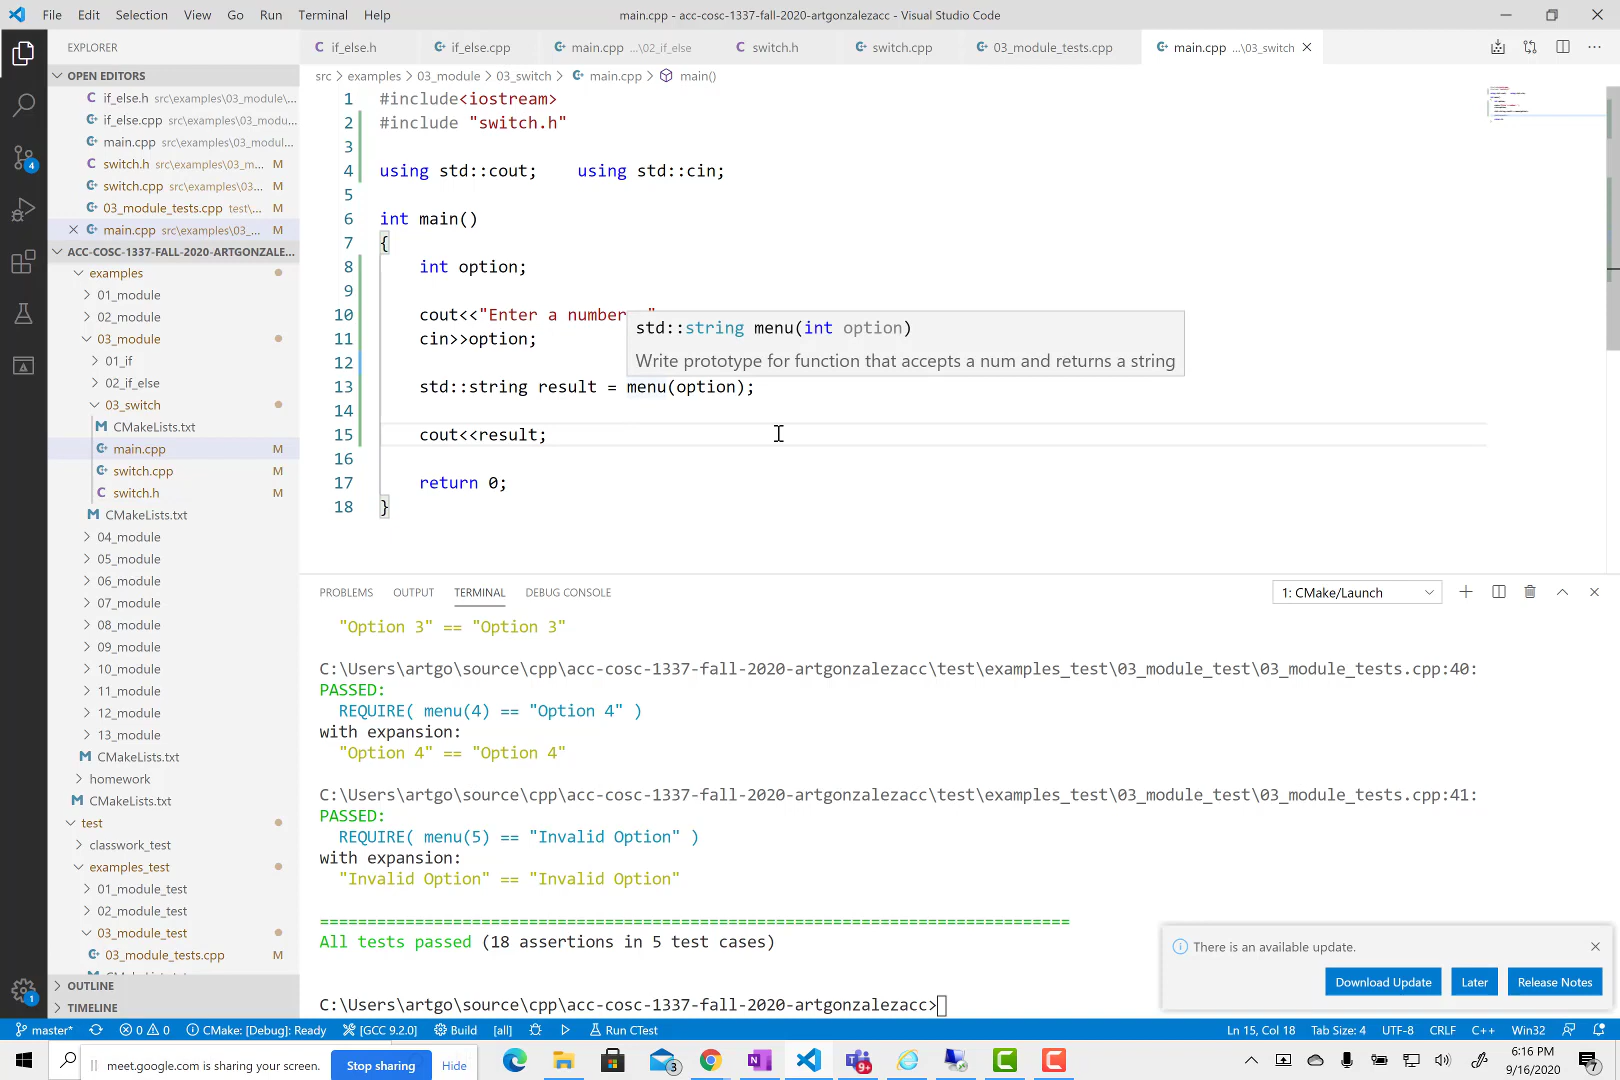 File Edit Selection View Go Run Terminal Help
main.cpp - acc-cosc-1337-fall-2020-artgonzalezacc - Visual Studio Code
EXPLORER
OPEN EDITORS
if_else.h src\examples\03_module\...
if_else.cpp src\examples\03_modu...
main.cpp src\examples\03_modul...
switch.h src\examples\03_m... M
switch.cpp src\examples\03... M
03_module_tests.cpp test\... M
main.cpp src\examples\03_... M
ACC-COSC-1337-FALL-2020-ARTGONZALE...
examples
01_module
02_module
03_module
01_if
02_if_else
03_switch
CMakeLists.txt
main.cpp M
switch.cpp M
switch.h M
CMakeLists.txt
04_module
05_module
06_module
07_module
08_module
09_module
10_module
11_module
12_module
13_module
CMakeLists.txt
homework
CMakeLists.txt
test
classwork_test
examples_test
01_module_test
02_module_test
03_module_test
03_module_tests.cpp M
OUTLINE
TIMELINE
if_else.h if_else.cpp main.cpp ...\02_if_else switch.h switch.cpp 03_module_tests.cpp main.cpp ...\03_switch
src > examples > 03_module > 03_switch > main.cpp > main()
1 #include<iostream>
2 #include "switch.h"
3
4 using std::cout; using std::cin;
5
6 int main()
7 {
8 int option;
9
10 cout<<"Enter a number "
11 cin>>option;
12
13 std::string result = menu(option);
14
15 cout<<result;
16
17 return 0;
18 }
std::string menu(int option)
Write prototype for function that accepts a num and returns a string
PROBLEMS OUTPUT TERMINAL DEBUG CONSOLE
1: CMake/Launch
"Option 3" == "Option 3"
C:\Users\artgo\source\cpp\acc-cosc-1337-fall-2020-artgonzalezacc\test\examples_test\03_module_test\03_module_tests.cpp:40:
PASSED:
REQUIRE( menu(4) == "Option 4" )
with expansion:
"Option 4" == "Option 4"
C:\Users\artgo\source\cpp\acc-cosc-1337-fall-2020-artgonzalezacc\test\examples_test\03_module_test\03_module_tests.cpp:41:
PASSED:
REQUIRE( menu(5) == "Invalid Option" )
with expansion:
"Invalid Option" == "Invalid Option"
===============================================================================
All tests passed (18 assertions in 5 test cases)
C:\Users\artgo\source\cpp\acc-cosc-1337-fall-2020-artgonzalezacc>
There is an available update.
Download Update Later Release Notes
4
1
master* 0 0 CMake: [Debug]: Ready [GCC 9.2.0] Build [all] Run CTest
Ln 15, Col 18 Tab Size: 4 UTF-8 CRLF C++ Win32
meet.google.com is sharing your screen. Stop sharing Hide
3
9+
6:16 PM
9/16/2020
7